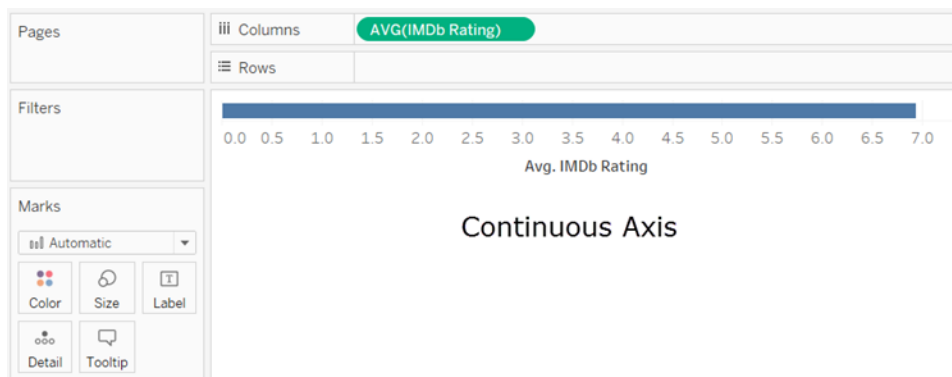 Pages
Columns
AVG(IMDb Rating)
Rows
Filters
0.0 0.5 1.0 1.5 2.0 2.5 3.0 3.5 4.0 4.5 5.0 5.5 6.0 6.5 7.0
Avg. IMDb Rating
Marks
Automatic
Continuous Axis
Color Size Label
T
Detail Tooltip